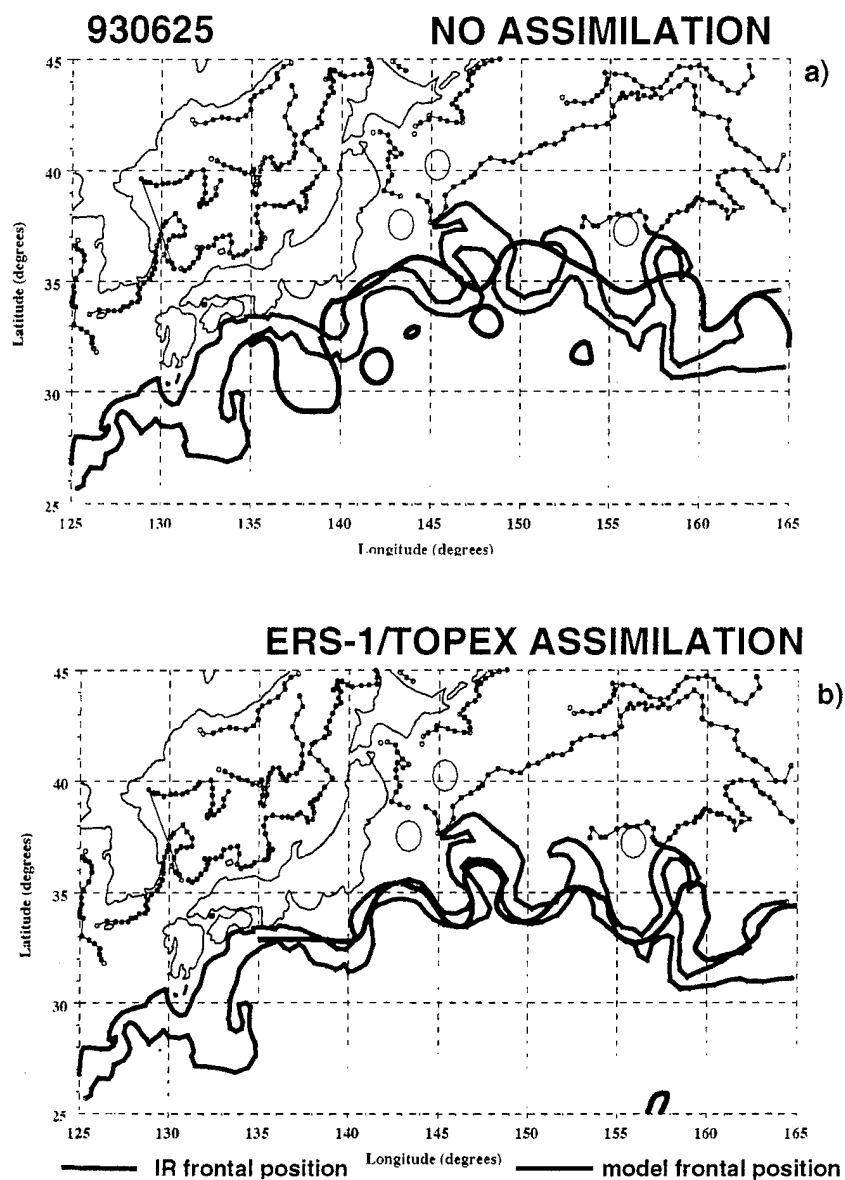 930625 NO ASSIMILATION
a)
45
40
35
30
25
Latitude (degrees)
125 130 135 140 145 150 155 160 165
Longitude (degrees)
ERS-1/TOPEX ASSIMILATION
b)
45
40
35
30
25
Latitude (degrees)
125 130 135 140 145 150 155 160 165
Longitude (degrees)
IR frontal position
model frontal position